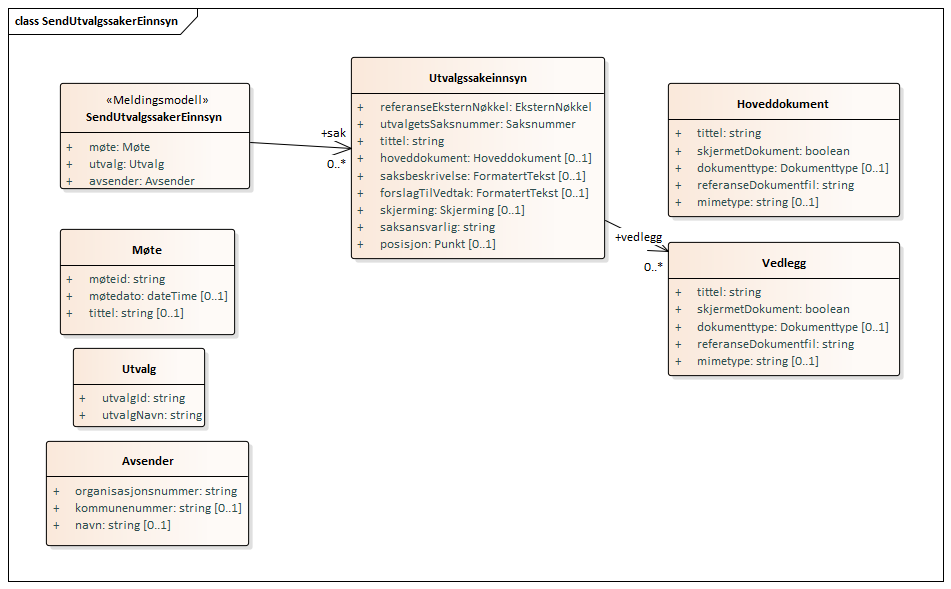 class SendUtvalgssakerEinnsyn
«Meldingsmodell»
SendUtvalgssakerEinnsyn
+ møte: Møte
+ utvalg: Utvalg
+ avsender: Avsender
+sak
0..*
Utvalgssakeinnsyn
+ referanseEksternNøkkel: EksternNøkkel
+ utvalgetsSaksnummer: Saksnummer
+ tittel: string
+ hoveddokument: Hoveddokument [0..1]
+ saksbeskrivelse: FormatertTekst [0..1]
+ forslagTilVedtak: FormatertTekst [0..1]
+ skjerming: Skjerming [0..1]
+ saksansvarlig: string
+ posisjon: Punkt [0..1]
+vedlegg
0..*
Hoveddokument
+ tittel: string
+ skjermetDokument: boolean
+ dokumenttype: Dokumenttype [0..1]
+ referanseDokumentfil: string
+ mimetype: string [0..1]
Vedlegg
+ tittel: string
+ skjermetDokument: boolean
+ dokumenttype: Dokumenttype [0..1]
+ referanseDokumentfil: string
+ mimetype: string [0..1]
Møte
+ møteid: string
+ møtedato: dateTime [0..1]
+ tittel: string [0..1]
Utvalg
+ utvalgId: string
+ utvalgNavn: string
Avsender
+ organisasjonsnummer: string
+ kommunenummer: string [0..1]
+ navn: string [0..1]